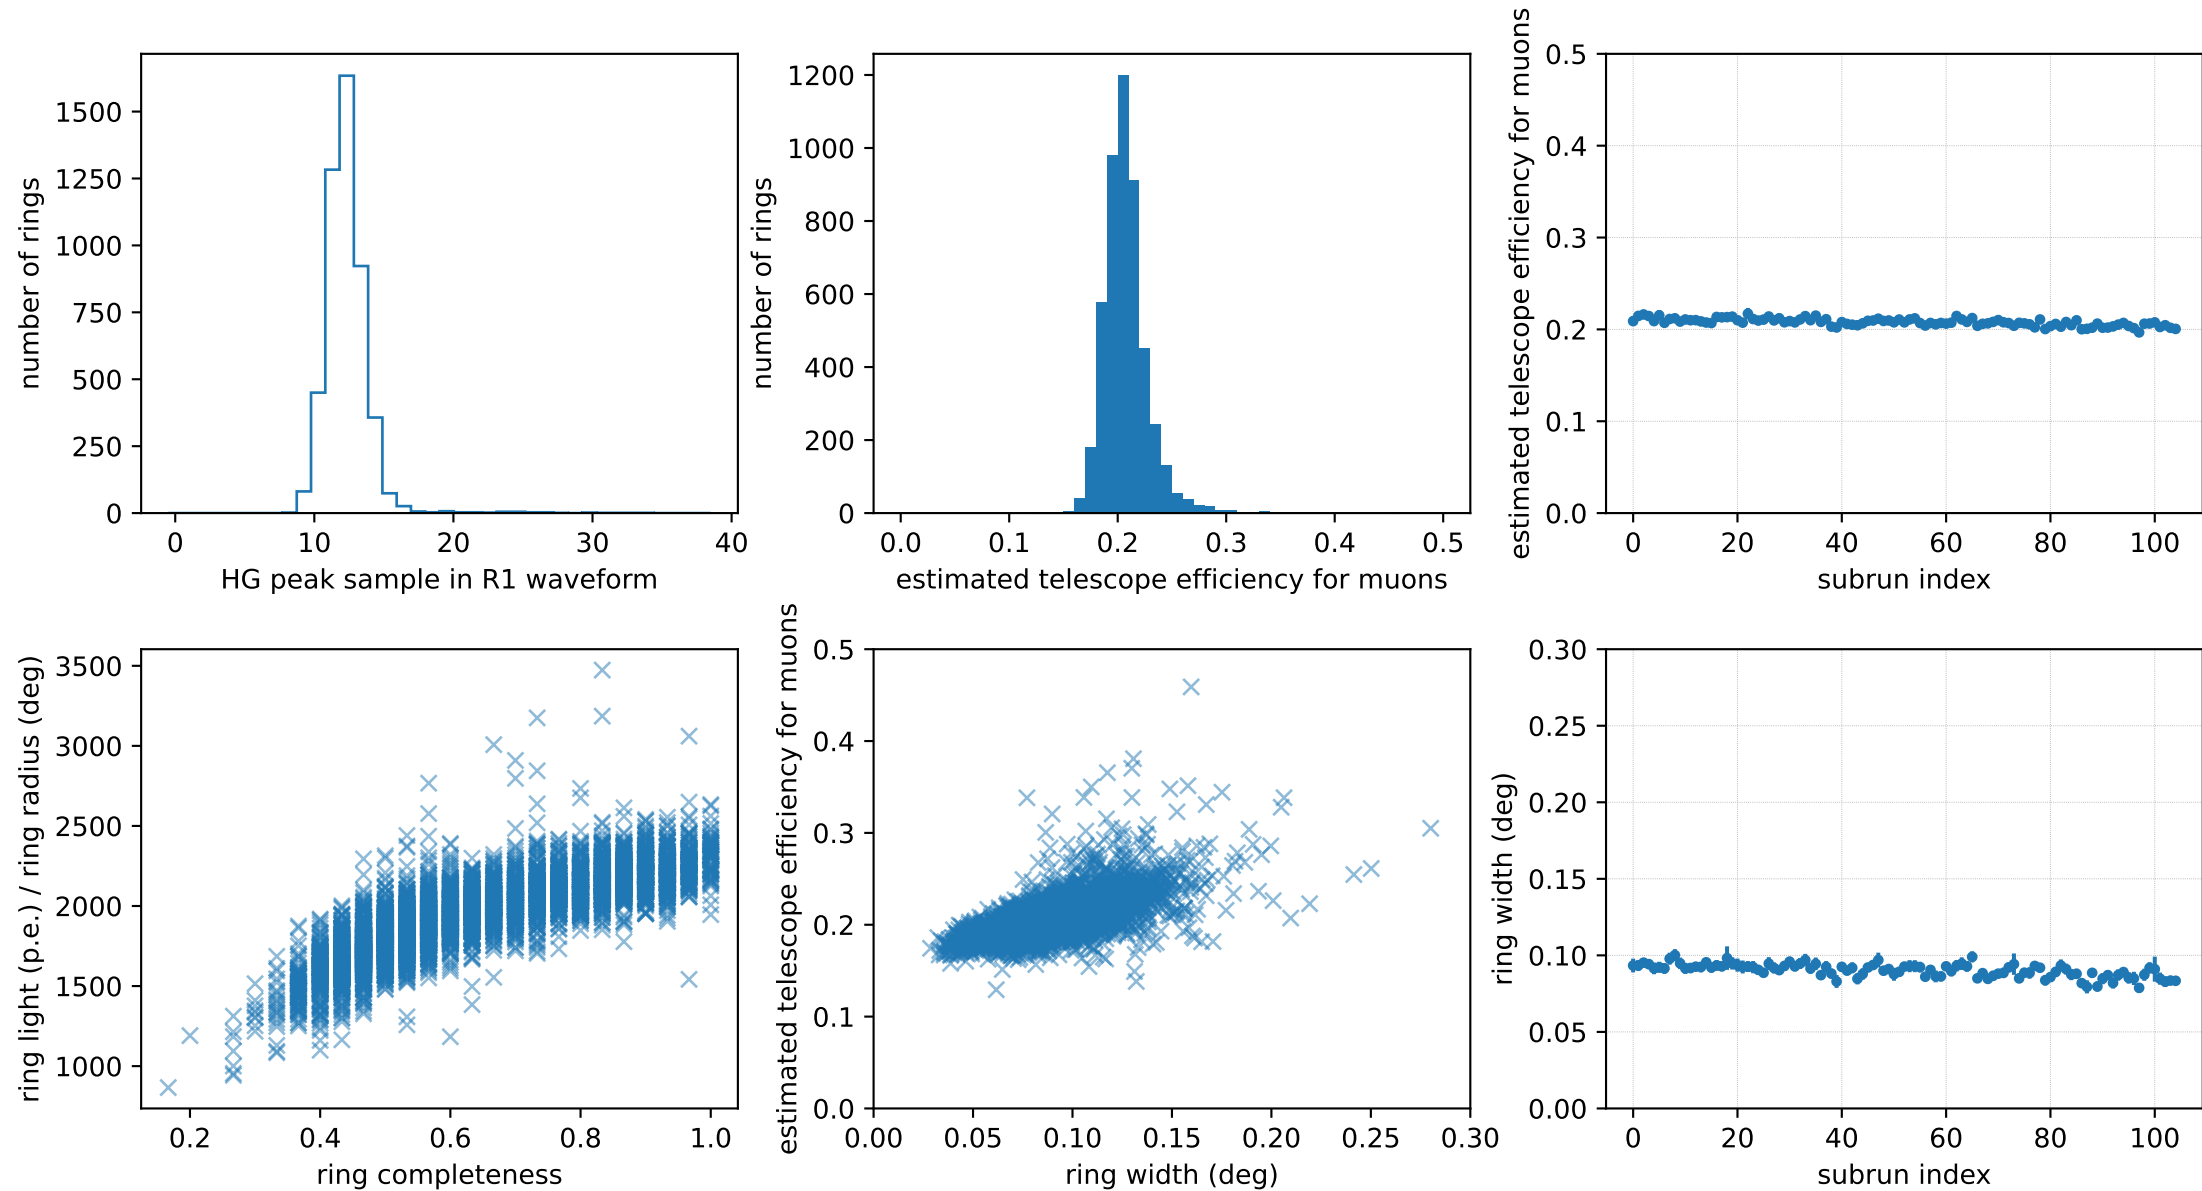 number of rings
1500
1250
1000
750
500
250
0
0 10 20 30 40
HG peak sample in R1 waveform
number of rings
1200
1000
800
600
400
200
0
0.0 0.1 0.2 0.3 0.4 0.5
estimated telescope efficiency for muons
estimated telescope efficiency for muons
0.5
0.4
0.3
0.2
0.1
0.0
0 20 40 60 80 100
subrun index
ring light (p.e.) / ring radius (deg)
3500
3000
2500
2000
1500
1000
0.2 0.4 0.6 0.8 1.0
ring completeness
estimated telescope efficiency for muons
0.5
0.4
0.3
0.2
0.1
0.0
0.00 0.05 0.10 0.15 0.20 0.25 0.30
ring width (deg)
ring width (deg)
0.30
0.25
0.20
0.15
0.10
0.05
0.00
0 20 40 60 80 100
subrun index